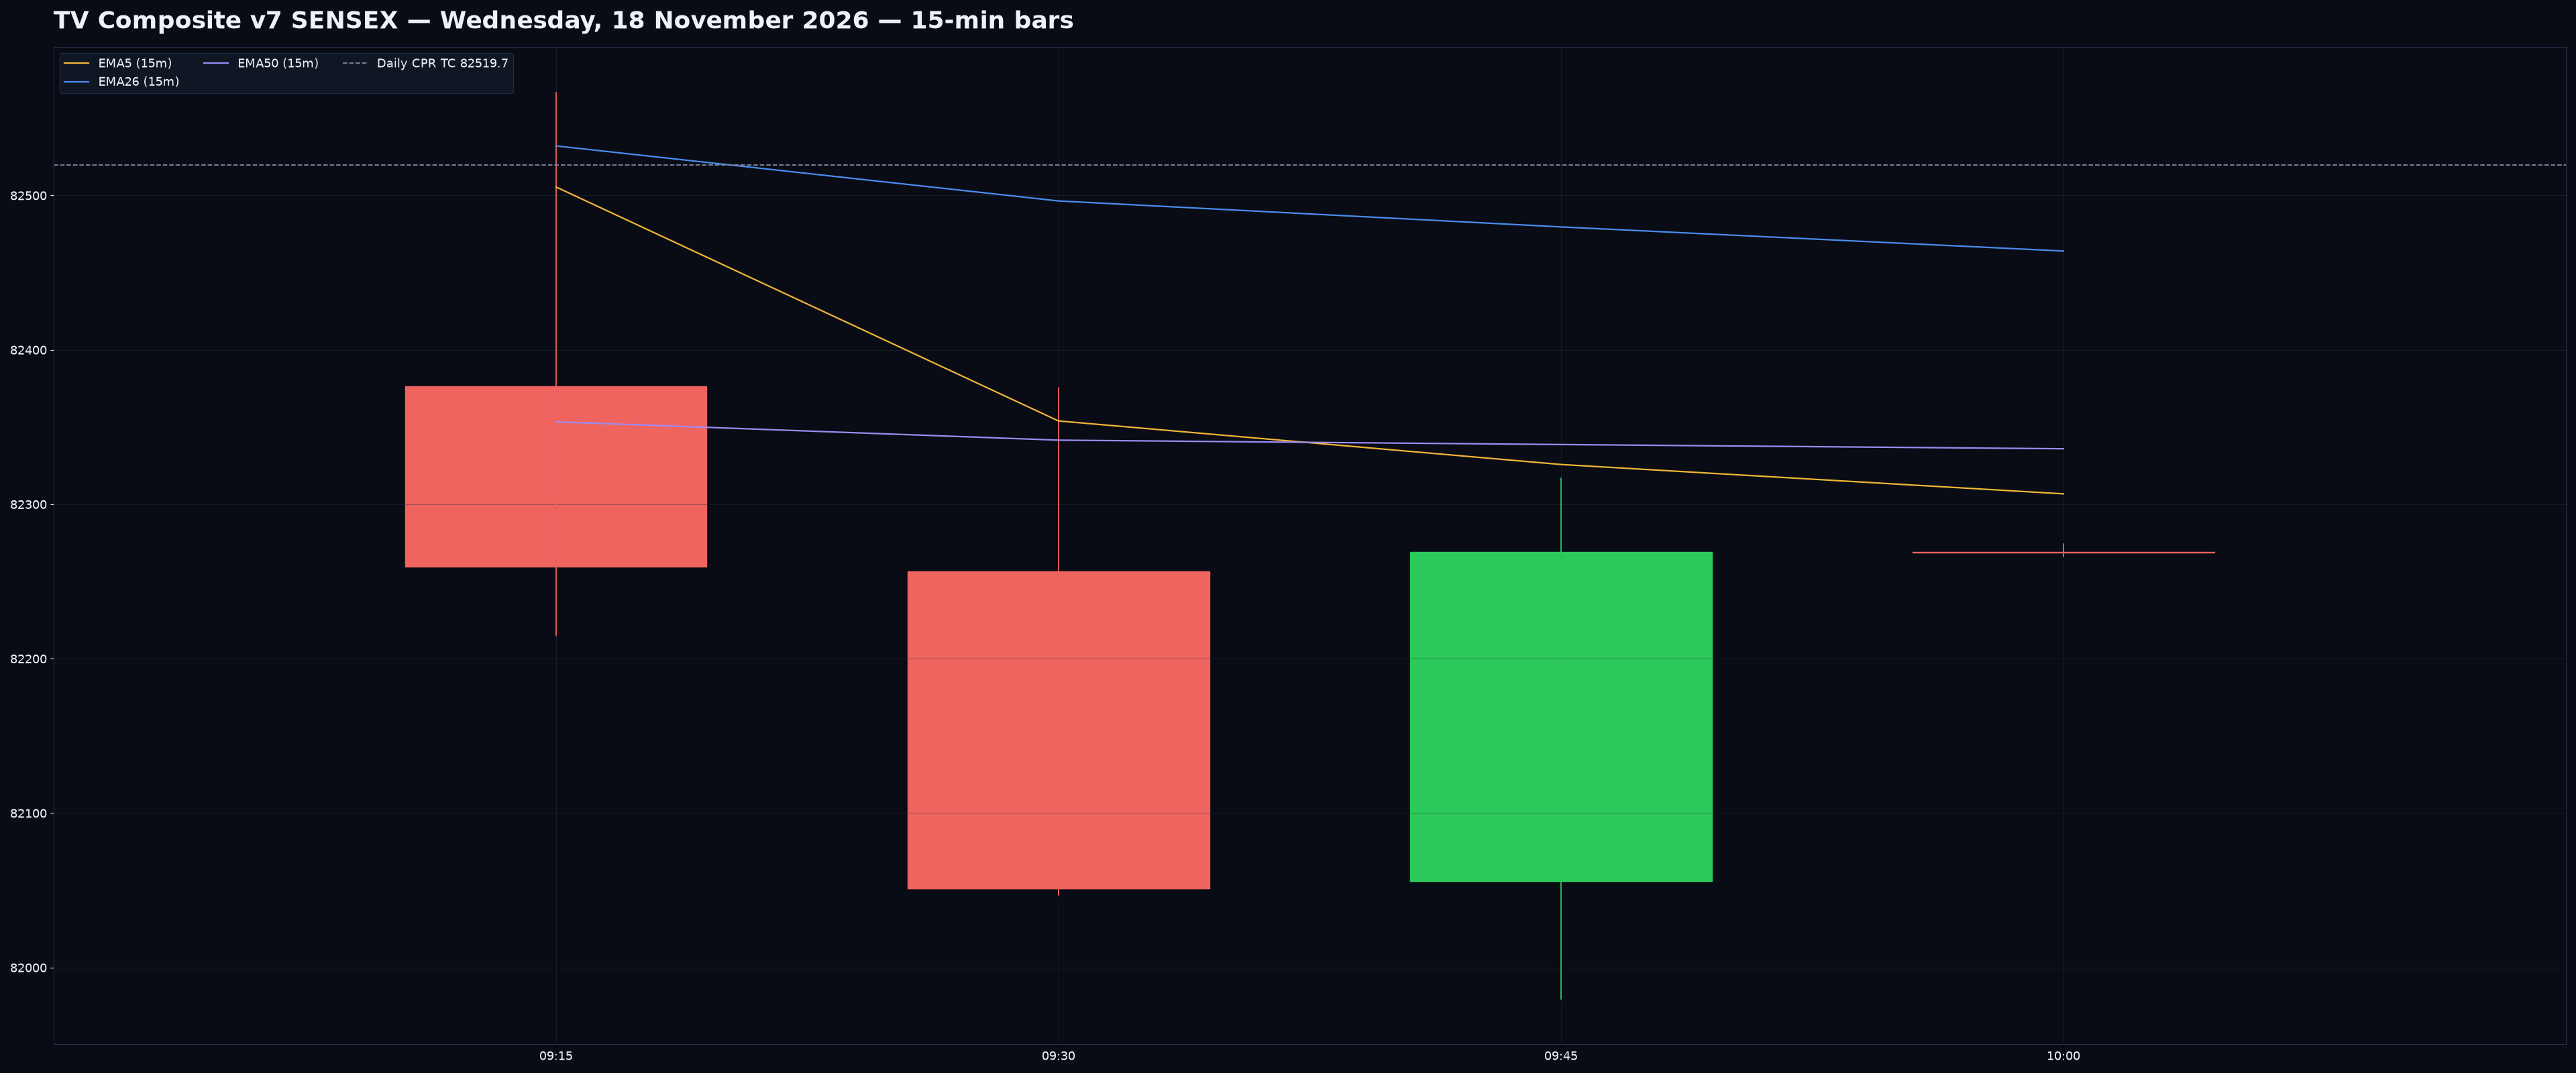 TV Composite v7 SENSEX — Wednesday, 18 November 2026 — 15-min bars
EMA5 (15m) EMA50 (15m) Daily CPR TC 82519.7
EMA26 (15m)
82500
82400
82300
82200
82100
82000
09:15 09:30 09:45 10:00